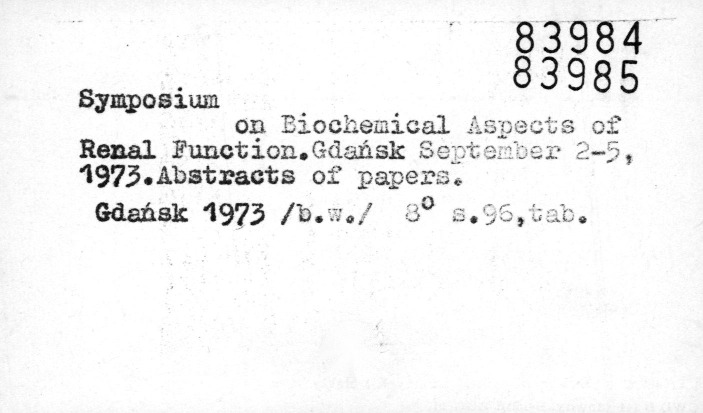 83984
83985
Symposium
on Biochemical Aspects of
Renal Function.Gdańsk September 2-5,
1973.Abstracts of papers.
Gdańsk 1973 /b.w./ 8° s.96,tab.